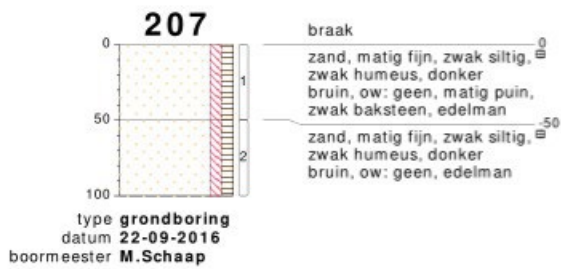 207
braak
0
0
zand, matig fijn, zwak siltig,
zwak humeus, donker
bruin, ow: geen, matig puin,
zwak baksteen, edelman
1
50
-50
zand, matig fijn, zwak siltig,
zwak humeus, donker
bruin, ow: geen, edelman
2
100
type grondboring
datum 22-09-2016
boormeester M.Schaap